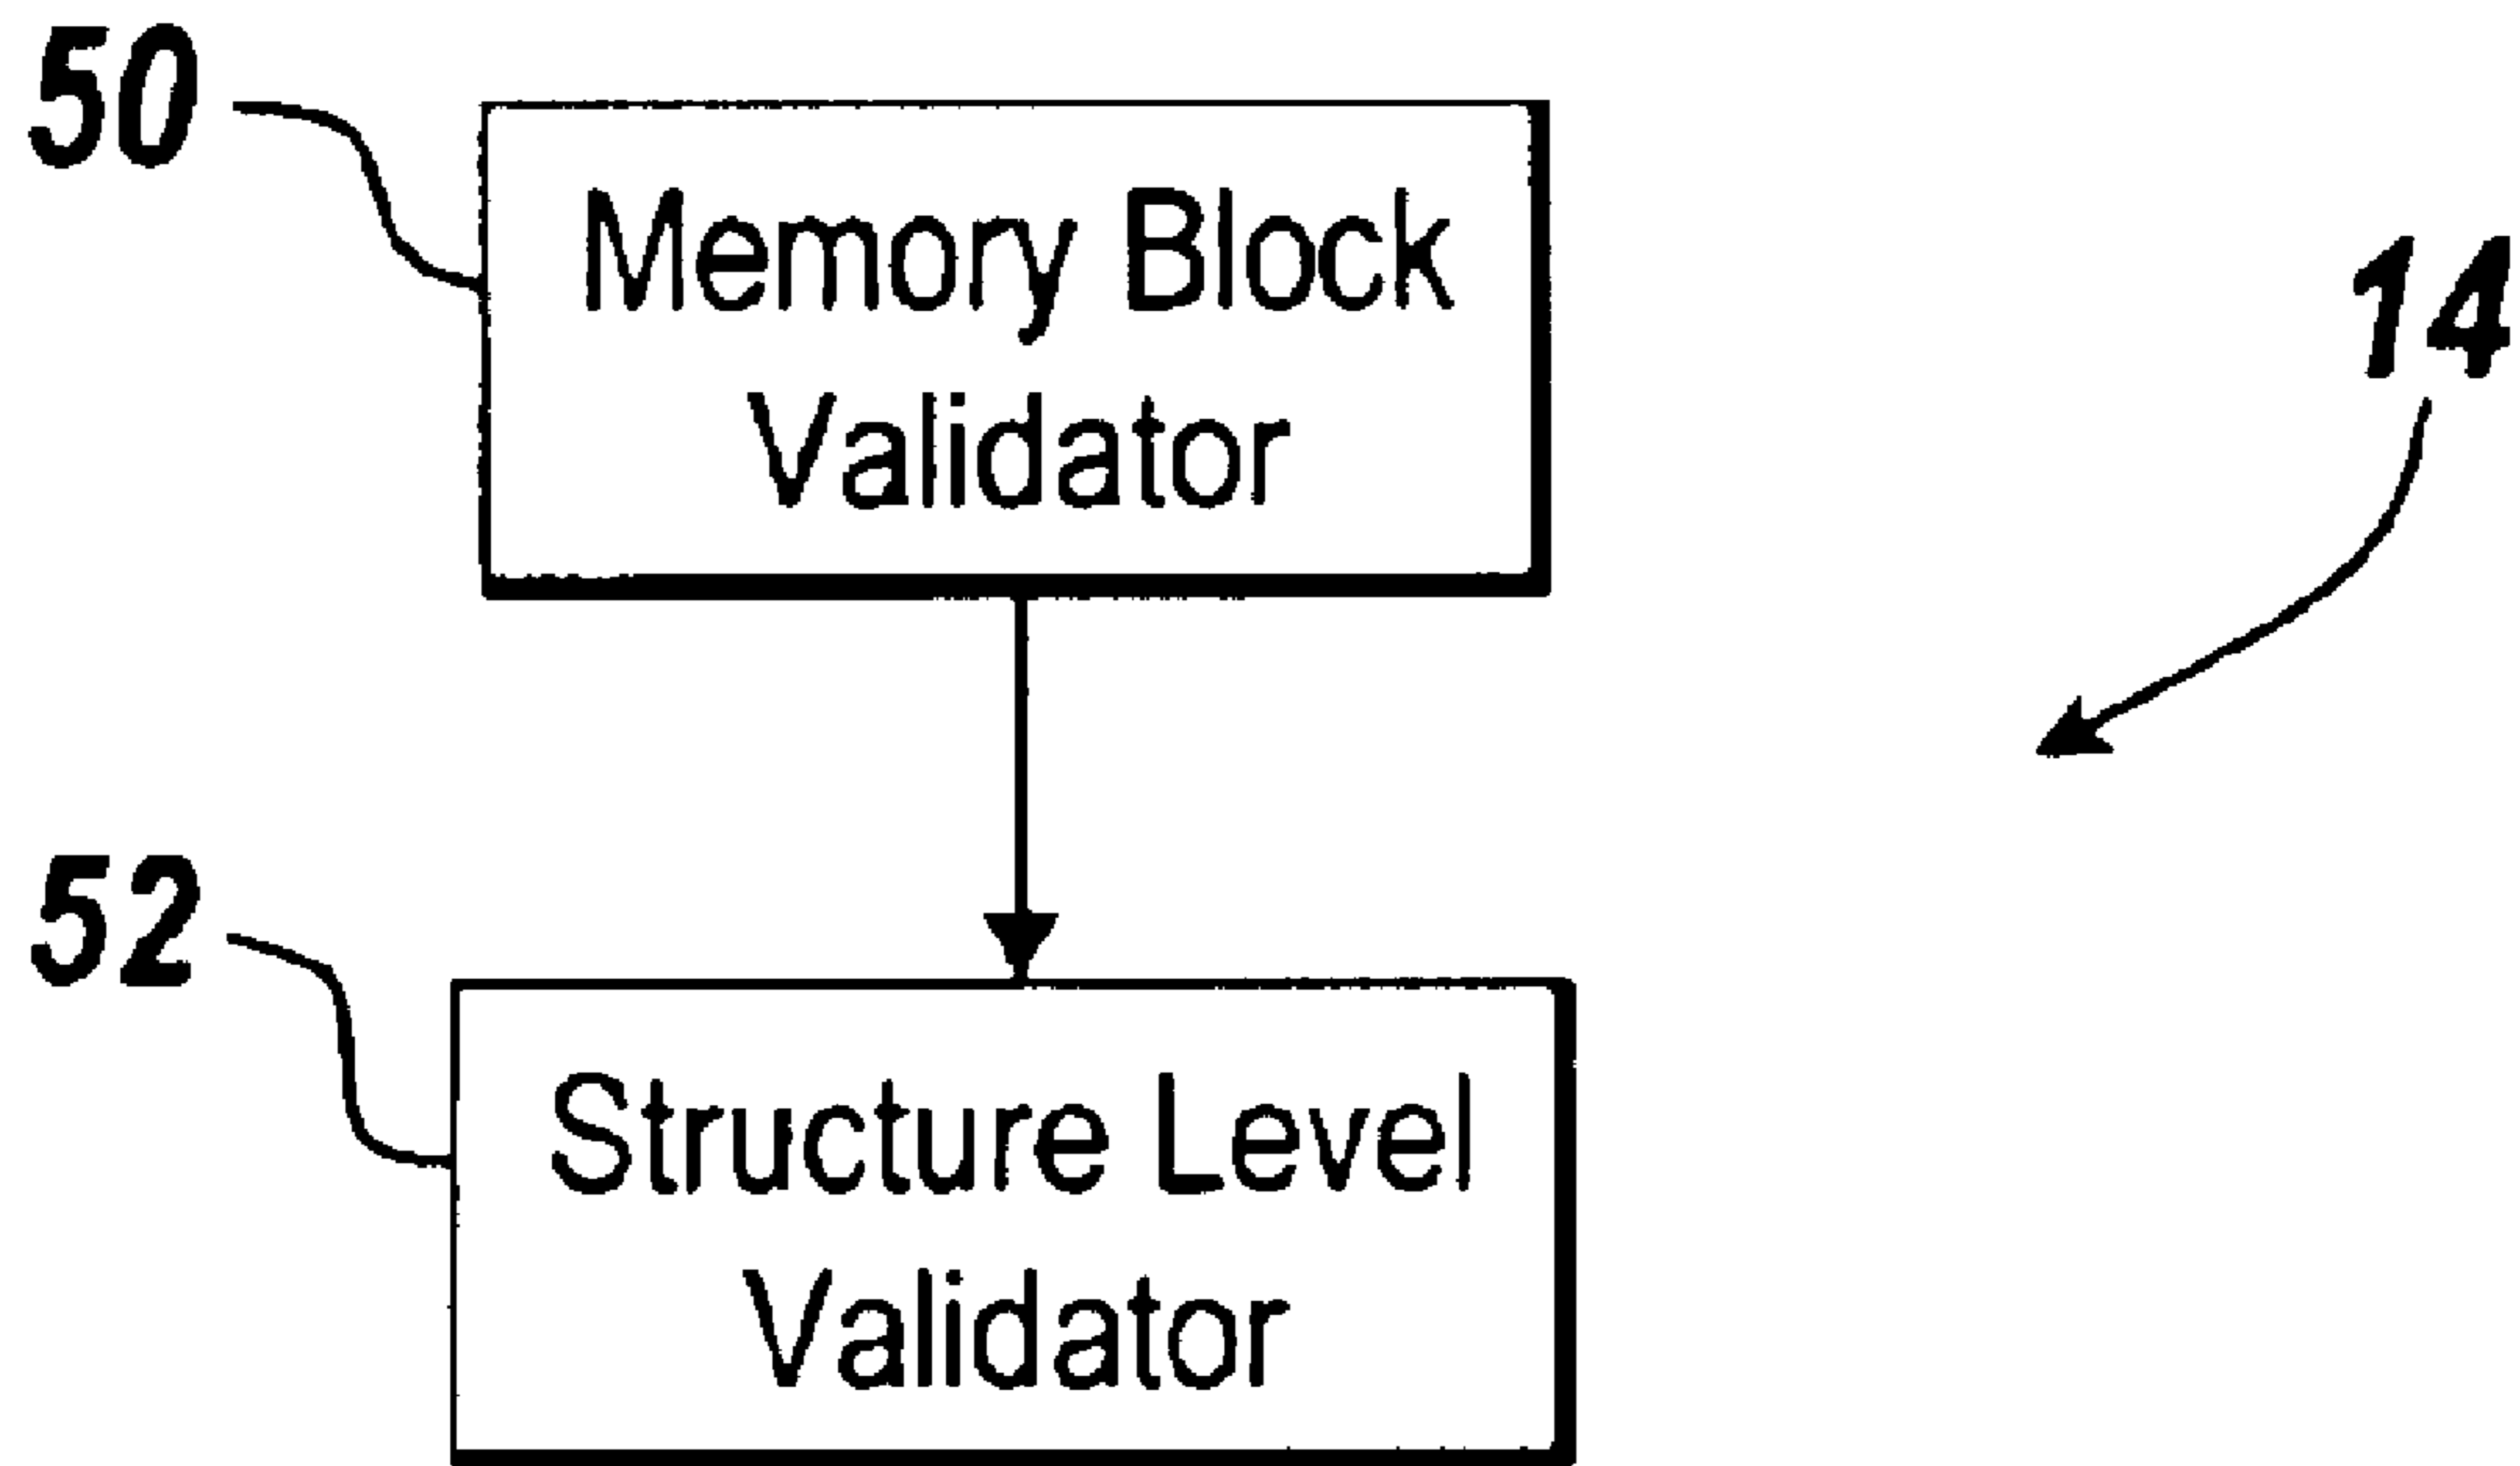 50
Memory Block
Validator
14
52
Structure Level
Validator